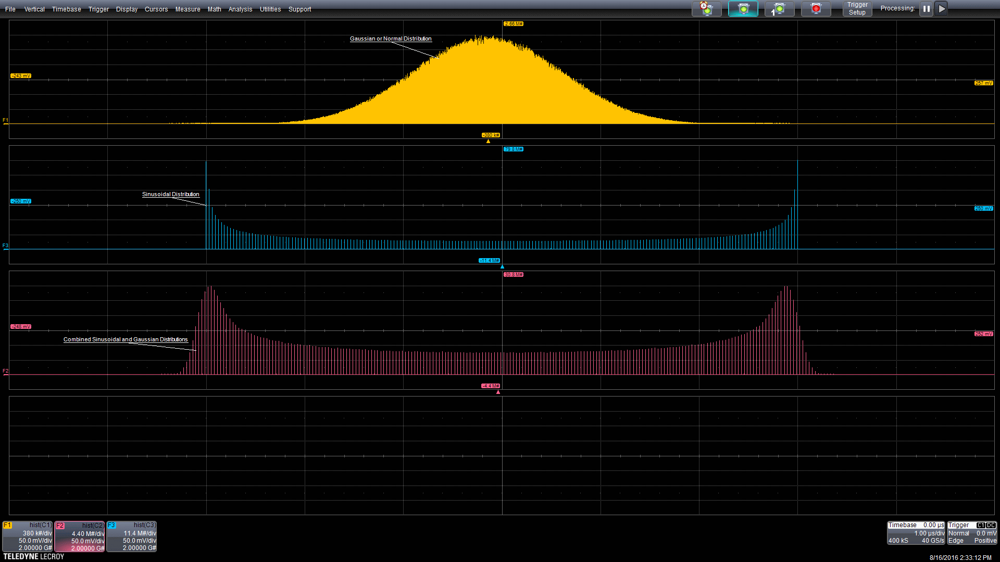 File Vertical Timebase Trigger Display Cursors Measure Math Analysis Utilities Support
1
Trigger Setup
Processing:
2.66 M#
Gaussian or Normal Distribution
-243 mV
257 mV
F1
-380 k#
79.8 M#
Sinusoidal Distribution
-250 mV
250 mV
F3
-11.4 M#
30.8 M#
-248 mV
252 mV
Combined Sinusoidal and Gaussian Distributions
F2
-4.4 M#
F1 hist(C1)
380 k#/div
50.0 mV/div
2.00000 G#
F2 hist(C2)
4.40 M#/div
50.0 mV/div
2.00000 G#
F3 hist(C3)
11.4 M#/div
50.0 mV/div
2.00000 G#
Timebase 0.00 µs
1.00 µs/div
400 kS 40 GS/s
Trigger C1 DC
Normal 0.0 mV
Edge Positive
TELEDYNE LECROY
8/16/2016 2:33:12 PM